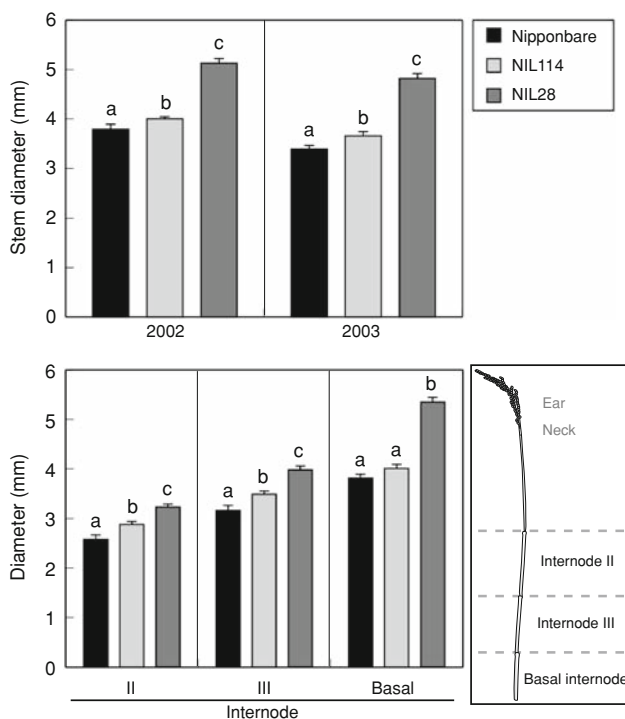 6
5
4
3
2
1
0
Stem diameter (mm)
a
b
c
a
b
c
2002
2003
Nipponbare
NIL114
NIL28
6
5
4
3
2
1
0
Diameter (mm)
a
b
c
a
b
c
a
a
b
II
III
Basal
Internode
Ear
Neck
Internode II
Internode III
Basal internode